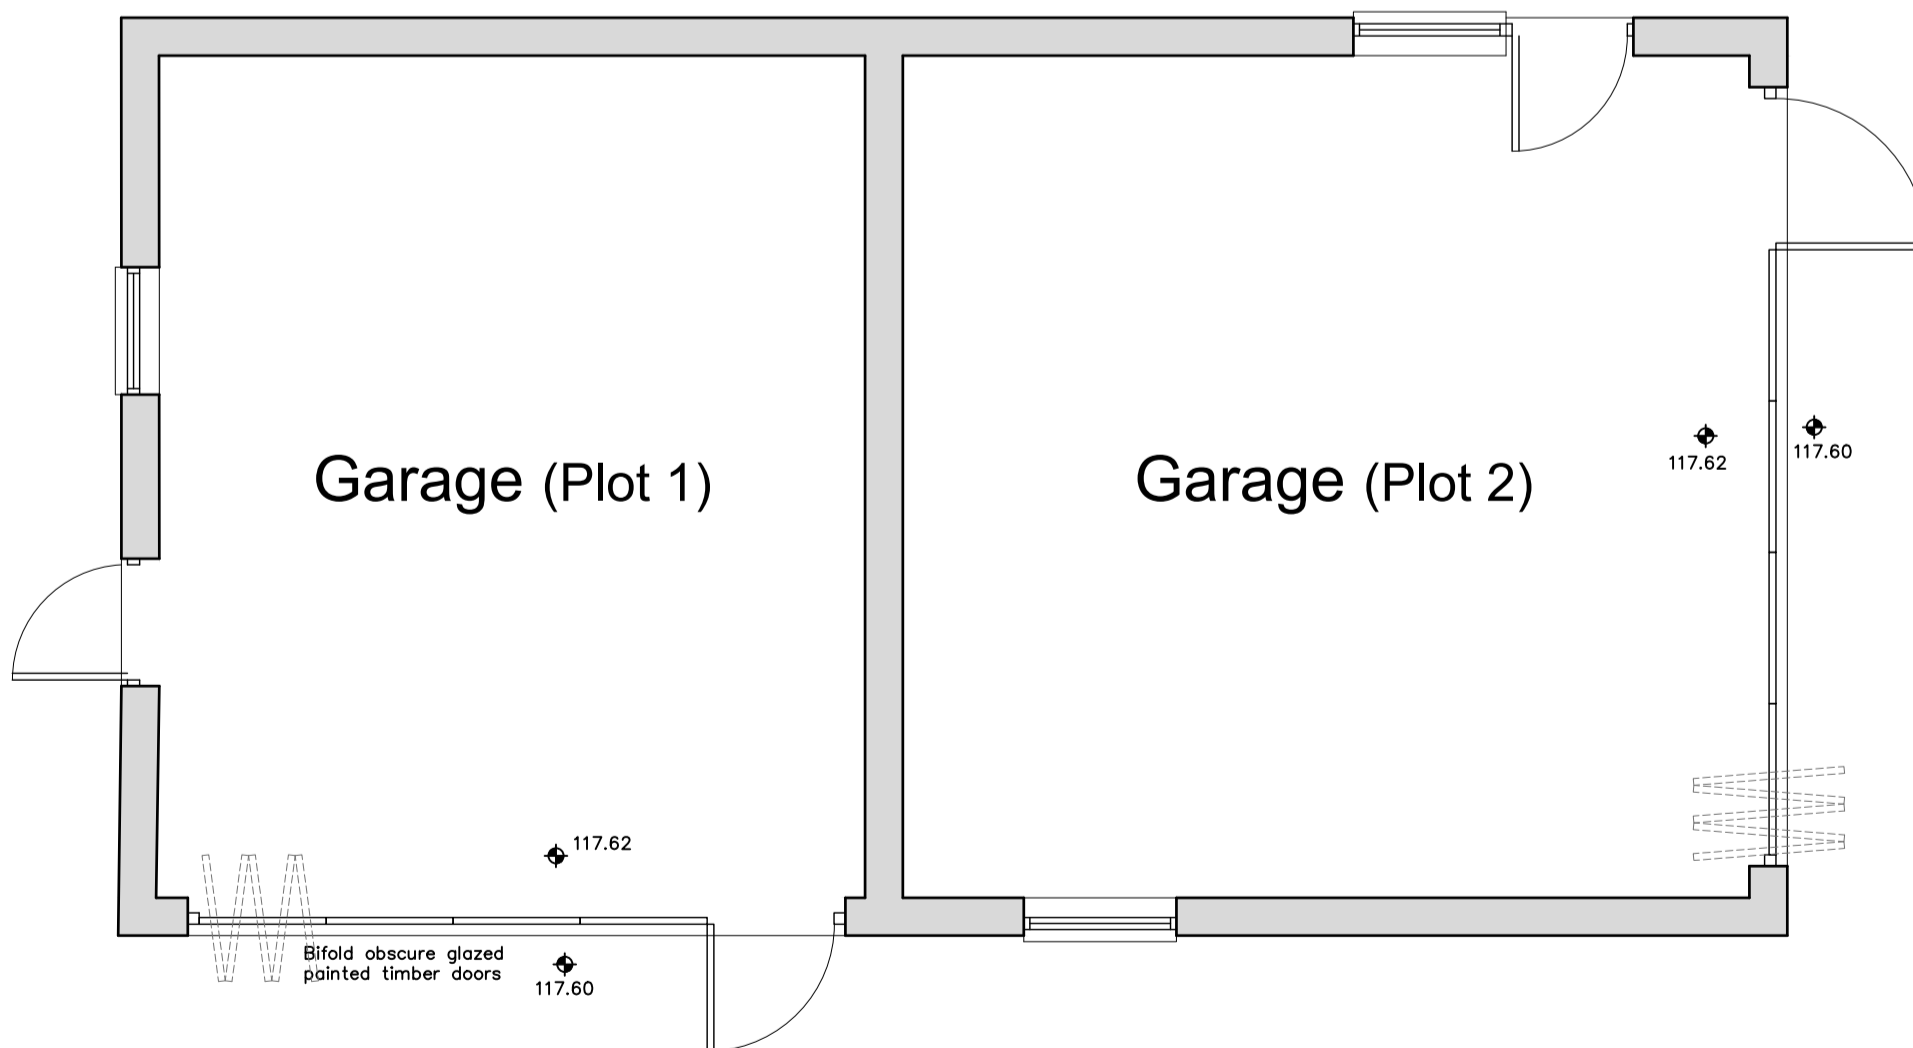 Garage (Plot 1)
Garage (Plot 2)
117.62
117.60
117.62
Bifold obscure glazed
painted timber doors
117.60